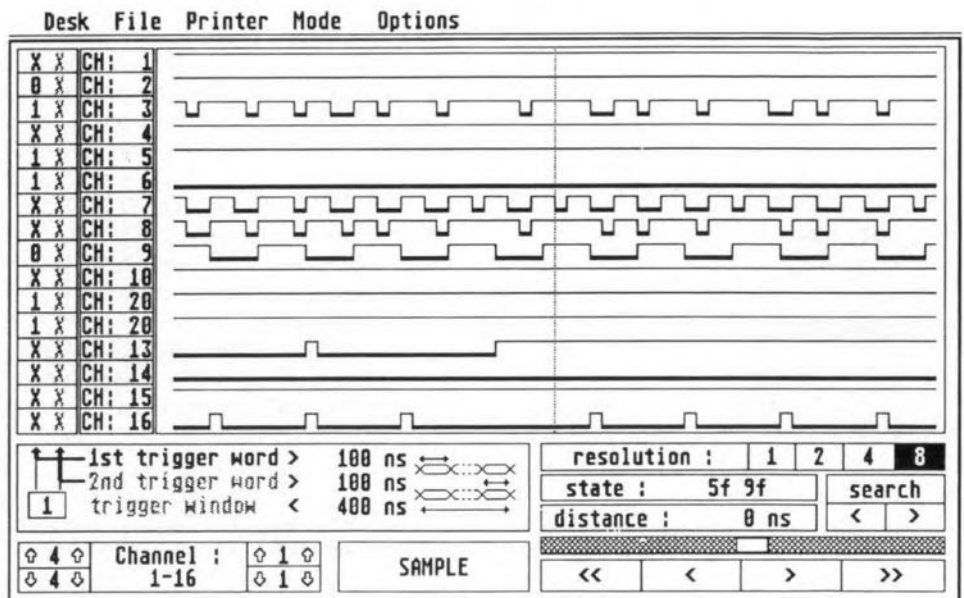 Desk File Printer Mode Options
X X CH: 1
0 X CH: 2
1 X CH: 3
X X CH: 4
1 X CH: 5
1 X CH: 6
X X CH: 7
X X CH: 8
0 X CH: 9
X X CH: 10
1 X CH: 20
1 X CH: 20
X X CH: 13
X X CH: 14
X X CH: 15
X X CH: 16
1st trigger word > 100 ns
2nd trigger word > 100 ns
1 trigger window < 400 ns
resolution : 1 2 4 8
state : 5f 9f
search
distance : 0 ns
< >
⇧ 4 ⇧ Channel : ⇧ 1 ⇧
⇩ 4 ⇩ 1-16 ⇩ 1 ⇩
SAMPLE
<< < > >>